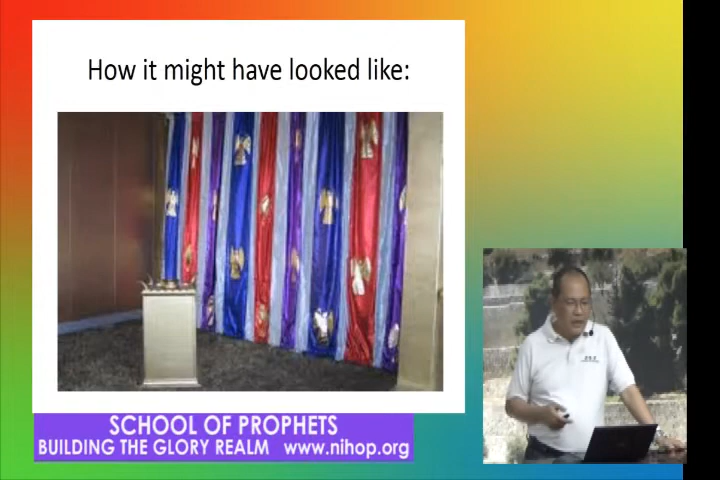 How it might have looked like:
SCHOOL OF PROPHETS
BUILDING THE GLORY REALM www.nihop.org